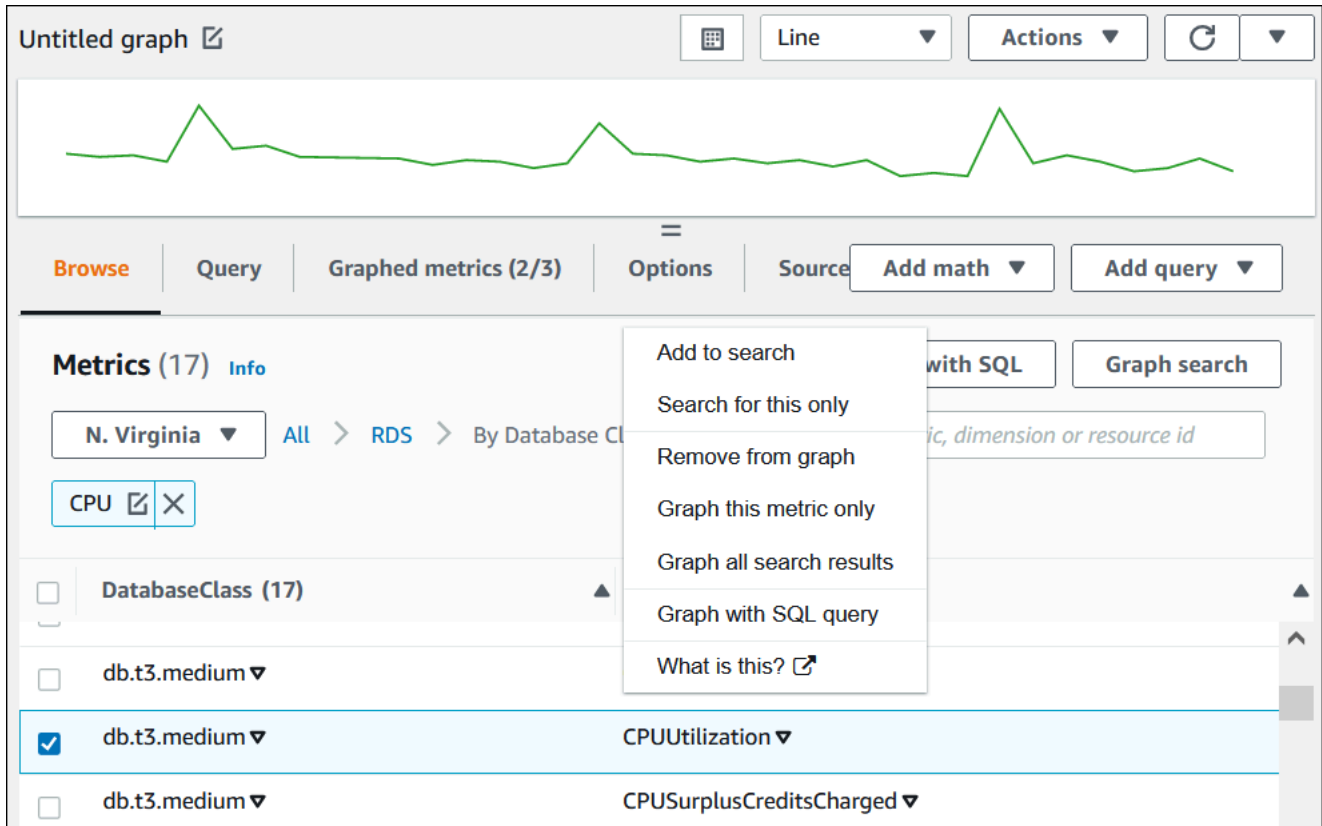 Untitled graph
Line
Actions
Browse
Query
Graphed metrics (2/3)
Options
Source
Add math
Add query
Metrics (17) Info
with SQL
Graph search
N. Virginia
All > RDS > By Database Cl
ic, dimension or resource id
CPU
Add to search
Search for this only
Remove from graph
Graph this metric only
Graph all search results
Graph with SQL query
What is this?
DatabaseClass (17)
db.t3.medium
db.t3.medium CPUUtilization
db.t3.medium CPUSurplusCreditsCharged